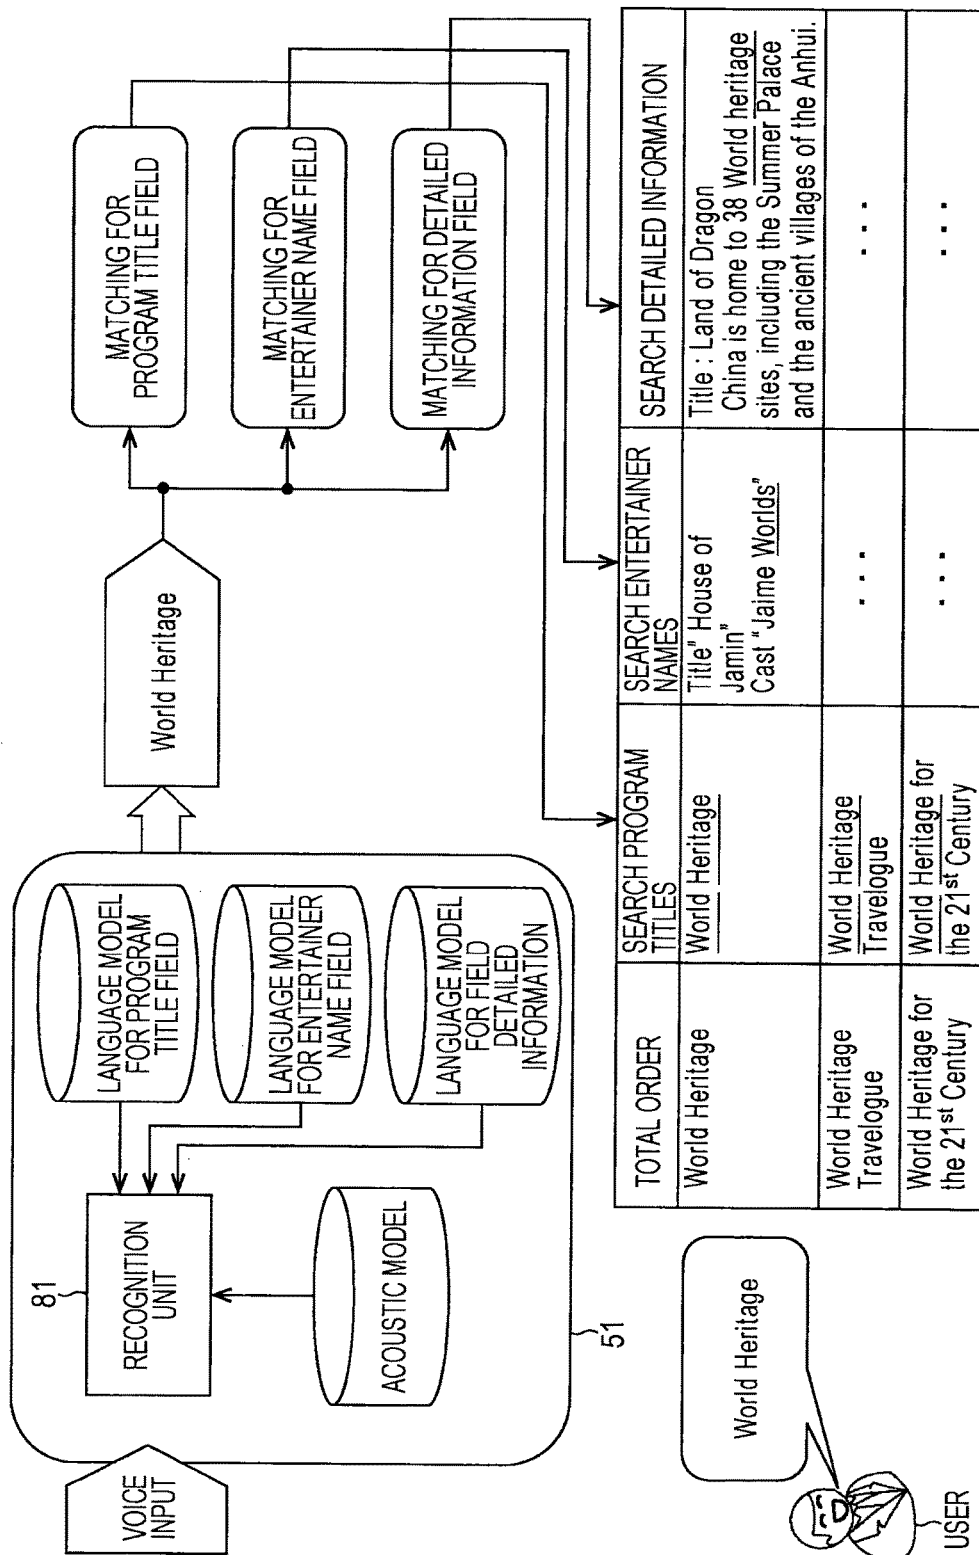 VOICE
INPUT
81
RECOGNITION
UNIT
ACOUSTIC MODEL
51
LANGUAGE MODEL
FOR PROGRAM
TITLE FIELD
LANGUAGE MODEL
FOR ENTERTAINER
NAME FIELD
LANGUAGE MODEL
FOR FIELD
DETAILED
INFORMATION
World Heritage
MATCHING FOR
PROGRAM TITLE FIELD
MATCHING FOR
ENTERTAINER NAME FIELD
MATCHING FOR DETAILED
INFORMATION FIELD
World Heritage
USER
TOTAL ORDER
World Heritage
World Heritage
Travelogue
World Heritage for
the 21st Century
SEARCH PROGRAM
TITLES
World Heritage
World Heritage
Travelogue
World Heritage for
the 21st Century
SEARCH ENTERTAINER
NAMES
Title" House of
Jamin"
Cast "Jaime Worlds"
...
...
SEARCH DETAILED INFORMATION
Title : Land of Dragon
China is home to 38 World heritage
sites, including the Summer Palace
and the ancient villages of the Anhui.
...
...